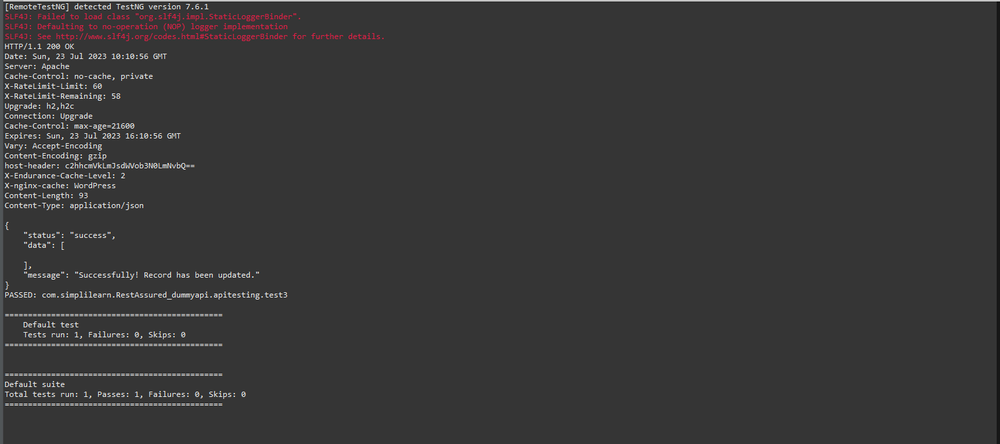 [RemoteTestNG] detected TestNG version 7.6.1
SLF4J: Failed to load class "org.slf4j.impl.StaticLoggerBinder".
SLF4J: Defaulting to no-operation (NOP) logger implementation
SLF4J: See http://www.slf4j.org/codes.html#StaticLoggerBinder for further details.
HTTP/1.1 200 OK
Date: Sun, 23 Jul 2023 10:10:56 GMT
Server: Apache
Cache-Control: no-cache, private
X-RateLimit-Limit: 60
X-RateLimit-Remaining: 58
Upgrade: h2,h2c
Connection: Upgrade
Cache-Control: max-age=21600
Expires: Sun, 23 Jul 2023 16:10:56 GMT
Vary: Accept-Encoding
Content-Encoding: gzip
host-header: c2hhcmVkLmJsdWVob3N0LmNvbQ==
X-Endurance-Cache-Level: 2
X-nginx-cache: WordPress
Content-Length: 93
Content-Type: application/json
{
    "status": "success",
    "data": [
    ],
    "message": "Successfully! Record has been updated."
}
PASSED: com.simplilearn.RestAssured_dummyapi.apitesting.test3
===============================================
    Default test
    Tests run: 1, Failures: 0, Skips: 0
===============================================
===============================================
Default suite
Total tests run: 1, Passes: 1, Failures: 0, Skips: 0
===============================================